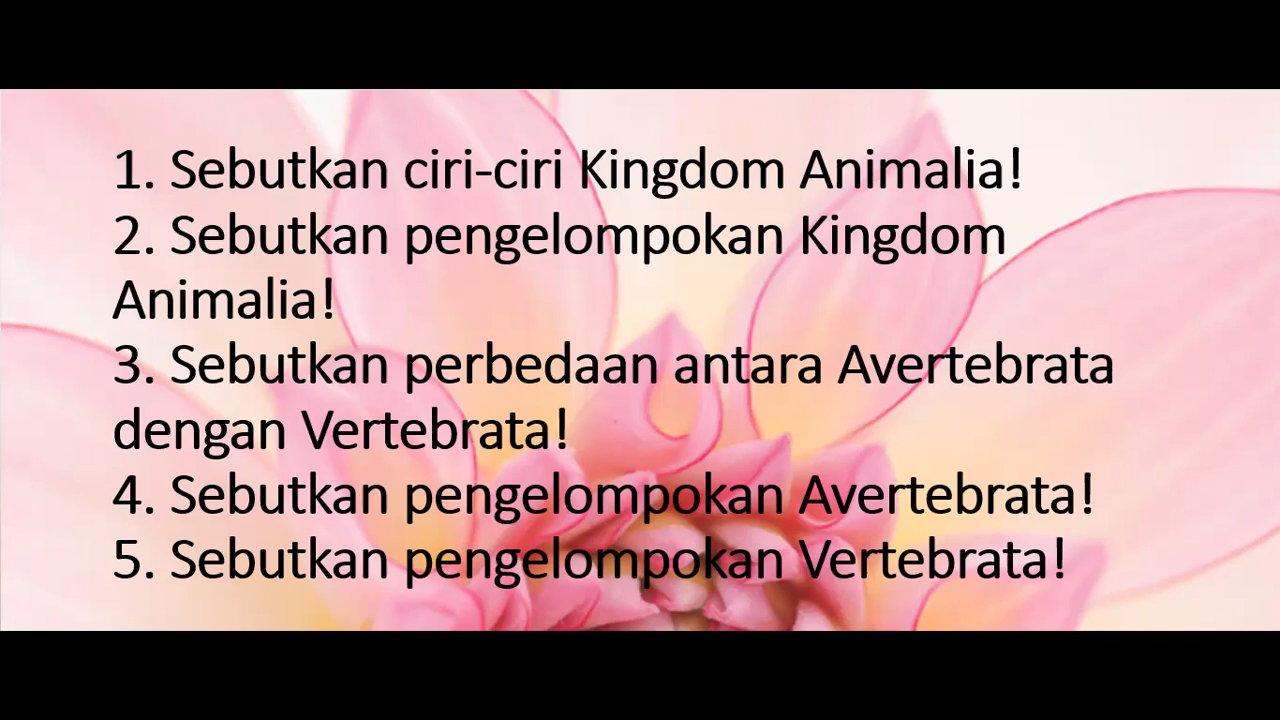 1. Sebutkan ciri-ciri Kingdom Animalia!
2. Sebutkan pengelompokan Kingdom
Animalia!
3. Sebutkan perbedaan antara Avertebrata
dengan Vertebrata!
4. Sebutkan pengelompokan Avertebrata!
5. Sebutkan pengelompokan Vertebrata!